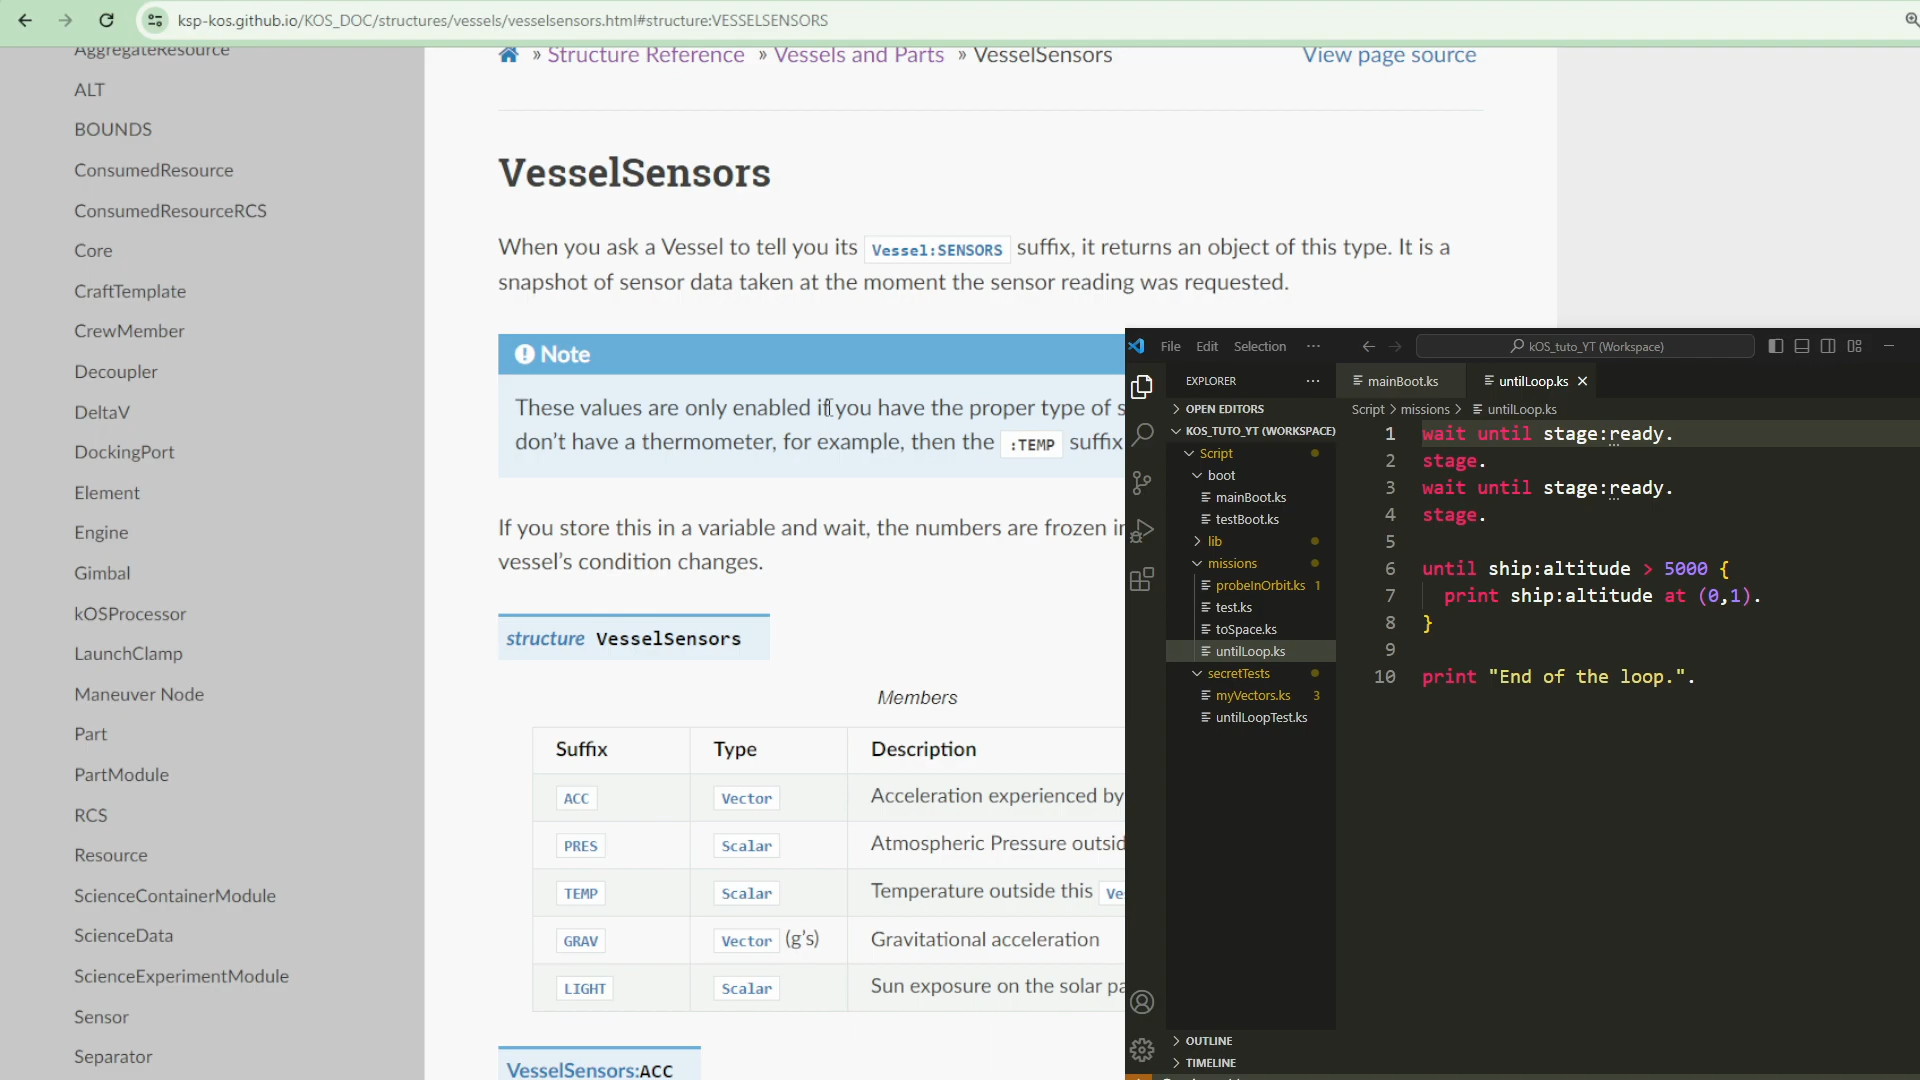 ksp-kos.github.io/KOS_DOC/structures/vessels/vesselsensors.html#structure:VESSELSENSORS
AggregateResource
ALT
BOUNDS
ConsumedResource
ConsumedResourceRCS
Core
CraftTemplate
CrewMember
Decoupler
DeltaV
DockingPort
Element
Engine
Gimbal
kOSProcessor
LaunchClamp
Maneuver Node
Part
PartModule
RCS
Resource
ScienceContainerModule
ScienceData
ScienceExperimentModule
Sensor
Separator
» Structure Reference » Vessels and Parts » VesselSensors
View page source
VesselSensors
When you ask a Vessel to tell you its Vessel:SENSORS suffix, it returns an object of this type. It is a
snapshot of sensor data taken at the moment the sensor reading was requested.
Note
These values are only enabled if you have the proper type of s
don't have a thermometer, for example, then the :TEMP suffix
If you store this in a variable and wait, the numbers are frozen in
vessel's condition changes.
structure VesselSensors
Members
Suffix Type Description
ACC Vector Acceleration experienced by
PRES Scalar Atmospheric Pressure outsid
TEMP Scalar Temperature outside this Ve
GRAV Vector (g's) Gravitational acceleration
LIGHT Scalar Sun exposure on the solar pa
VesselSensors:ACC
File Edit Selection ···
kOS_tuto_YT (Workspace)
EXPLORER ···
OPEN EDITORS
KOS_TUTO_YT (WORKSPACE)
Script
boot
mainBoot.ks
testBoot.ks
lib
missions
probeInOrbit.ks 1
test.ks
toSpace.ks
untilLoop.ks
secretTests
myVectors.ks 3
untilLoopTest.ks
OUTLINE
TIMELINE
mainBoot.ks
untilLoop.ks
Script > missions > untilLoop.ks
1 wait until stage:ready.
2 stage.
3 wait until stage:ready.
4 stage.
5
6 until ship:altitude > 5000 {
7 print ship:altitude at (0,1).
8 }
9
10 print "End of the loop.".